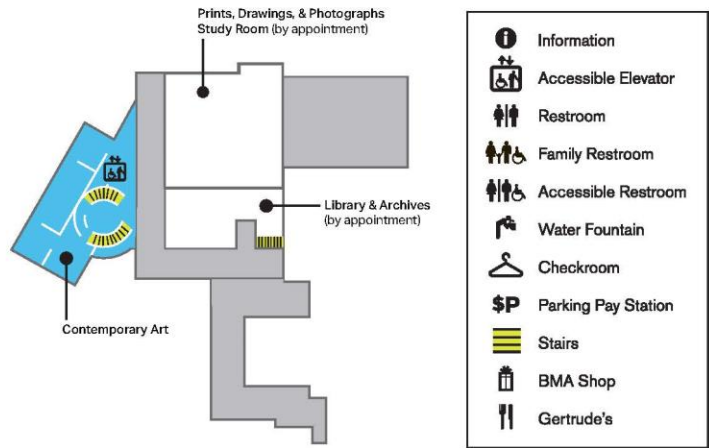 Prints, Drawings, & Photographs
Study Room (by appointment)
Library & Archives
(by appointment)
Contemporary Art
Information
Accessible Elevator
Restroom
Family Restroom
Accessible Restroom
Water Fountain
Checkroom
$P Parking Pay Station
Stairs
BMA Shop
Gertrude's